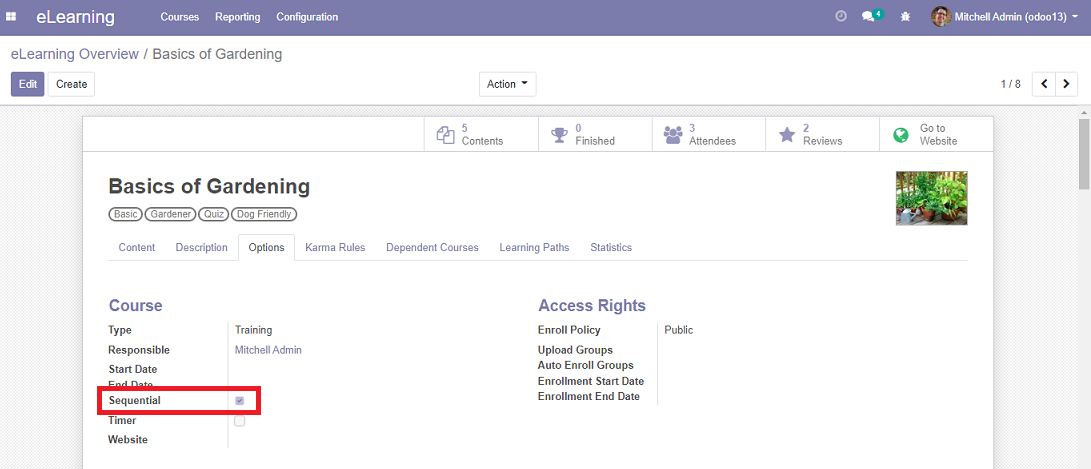 eLearning Courses Reporting Configuration 4 Mitchell Admin (odoo13)
eLearning Overview / Basics of Gardening
Edit Create Action 1 / 8
5 Contents
0 Finished
3 Attendees
2 Reviews
Go to Website
Basics of Gardening
Basic Gardener Quiz Dog Friendly
Content Description Options Karma Rules Dependent Courses Learning Paths Statistics
Course
Type Training
Responsible Mitchell Admin
Start Date
End Date
Sequential
Timer
Website
Access Rights
Enroll Policy Public
Upload Groups
Auto Enroll Groups
Enrollment Start Date
Enrollment End Date